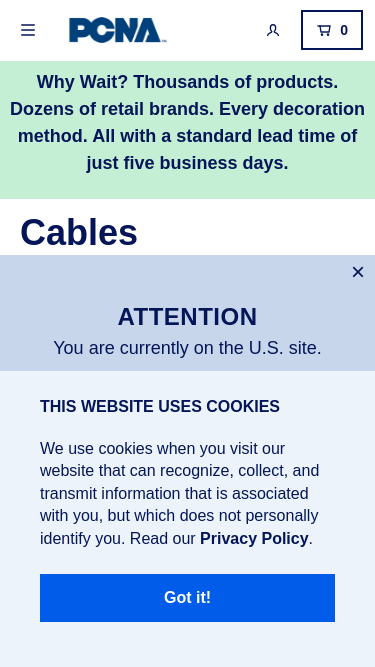 PCNA
0
Why Wait? Thousands of products.
Dozens of retail brands. Every decoration
method. All with a standard lead time of
just five business days.
Cables
ATTENTION
You are currently on the U.S. site.
THIS WEBSITE USES COOKIES
We use cookies when you visit our
website that can recognize, collect, and
transmit information that is associated
with you, but which does not personally
identify you. Read our Privacy Policy.
Got it!